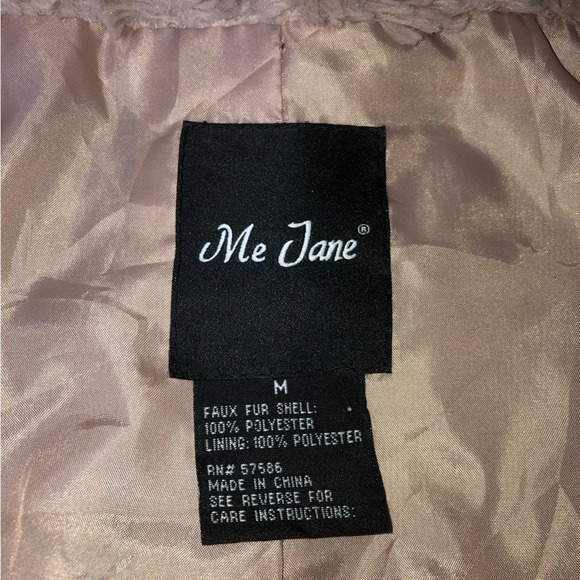 Me Jane®
M
FAUX FUR SHELL:
100% POLYESTER
LINING: 100% POLYESTER
RN# 57586
MADE IN CHINA
SEE REVERSE FOR
CARE INSTRUCTIONS: